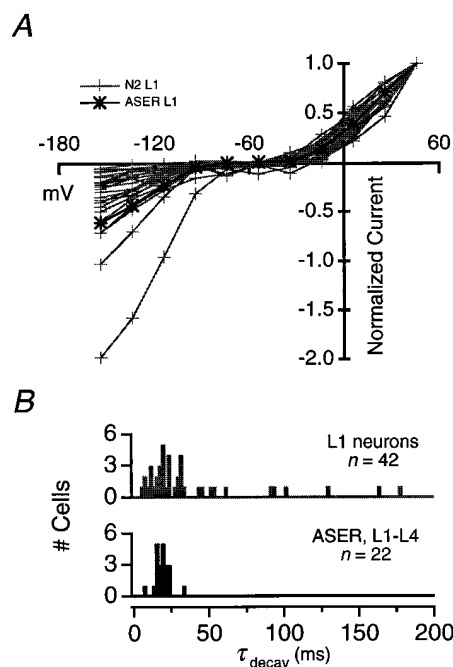 A
N2 L1
ASER L1
-180 -120 -60 60
mV
1.0
0.5
-0.5
-1.0
-1.5
-2.0
Normalized Current
B
6
3
0
L1 neurons
n = 42
# Cells
6
3
0
ASER, L1-L4
n = 22
0 50 100 150 200
τdecay (ms)